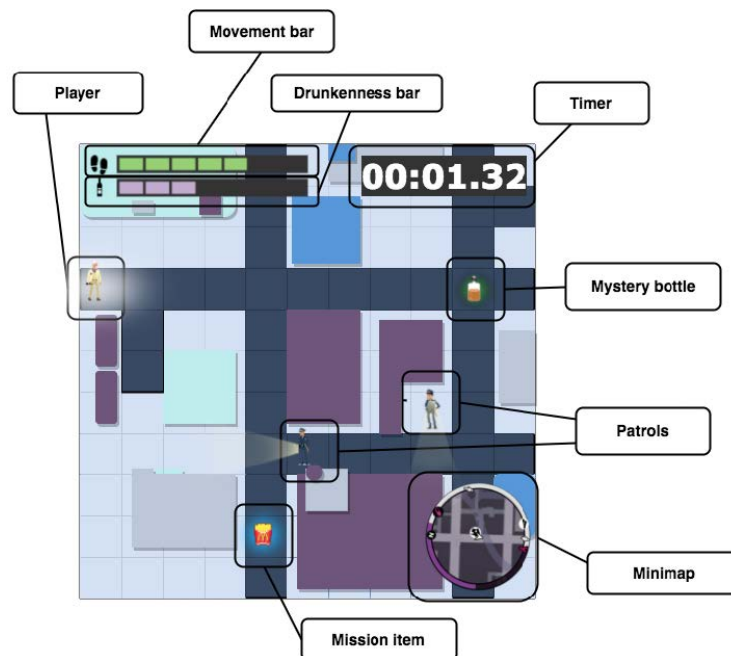 Movement bar
Player
Drunkenness bar
Timer
00:01.32
Mystery bottle
Patrols
Minimap
Mission item